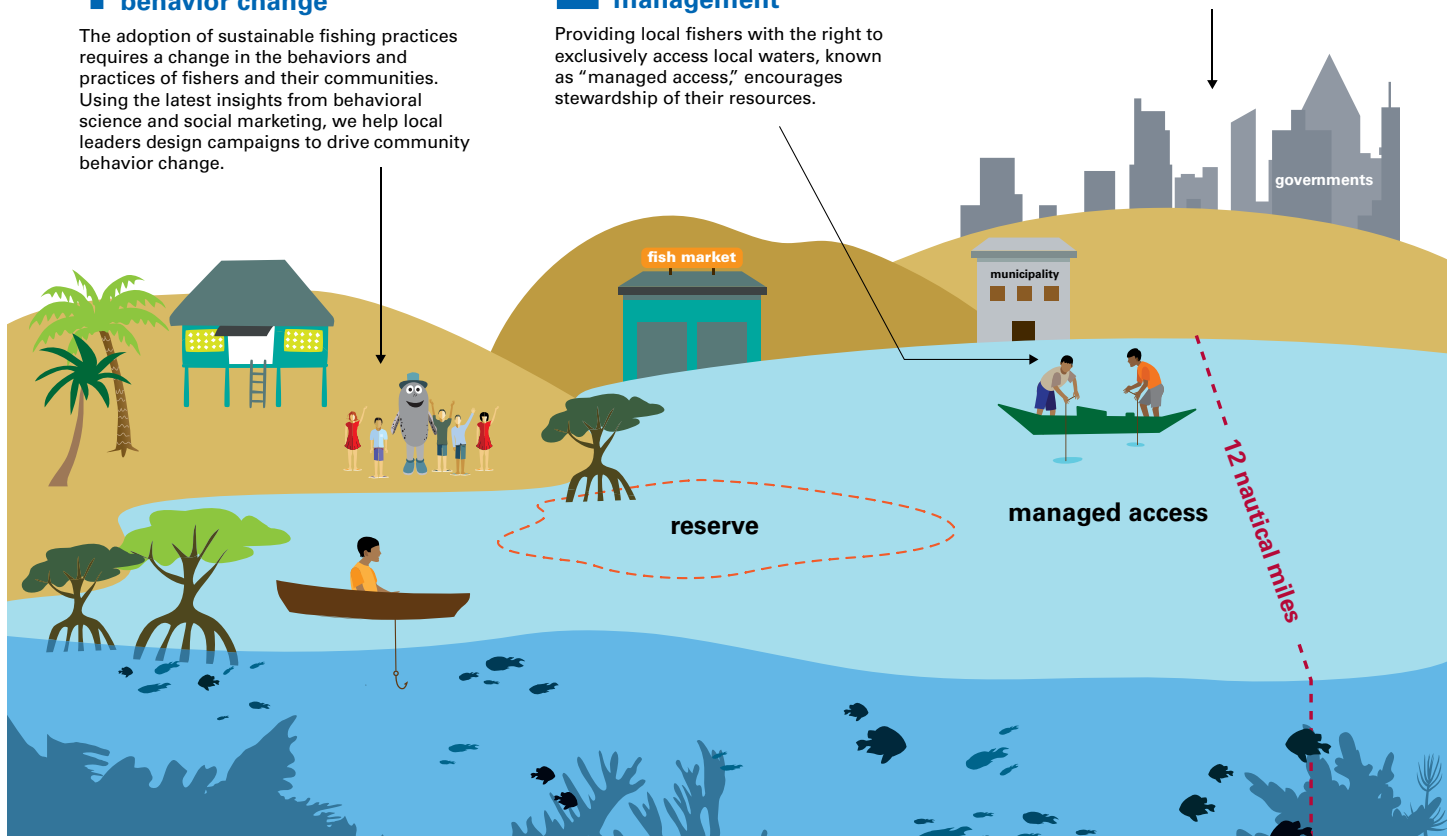 behavior change
The adoption of sustainable fishing practices
requires a change in the behaviors and
practices of fishers and their communities.
Using the latest insights from behavioral
science and social marketing, we help local
leaders design campaigns to drive community
behavior change.
management
Providing local fishers with the right to
exclusively access local waters, known
as “managed access,” encourages
stewardship of their resources.
governments
fish market
municipality
reserve
managed access
12 nautical miles